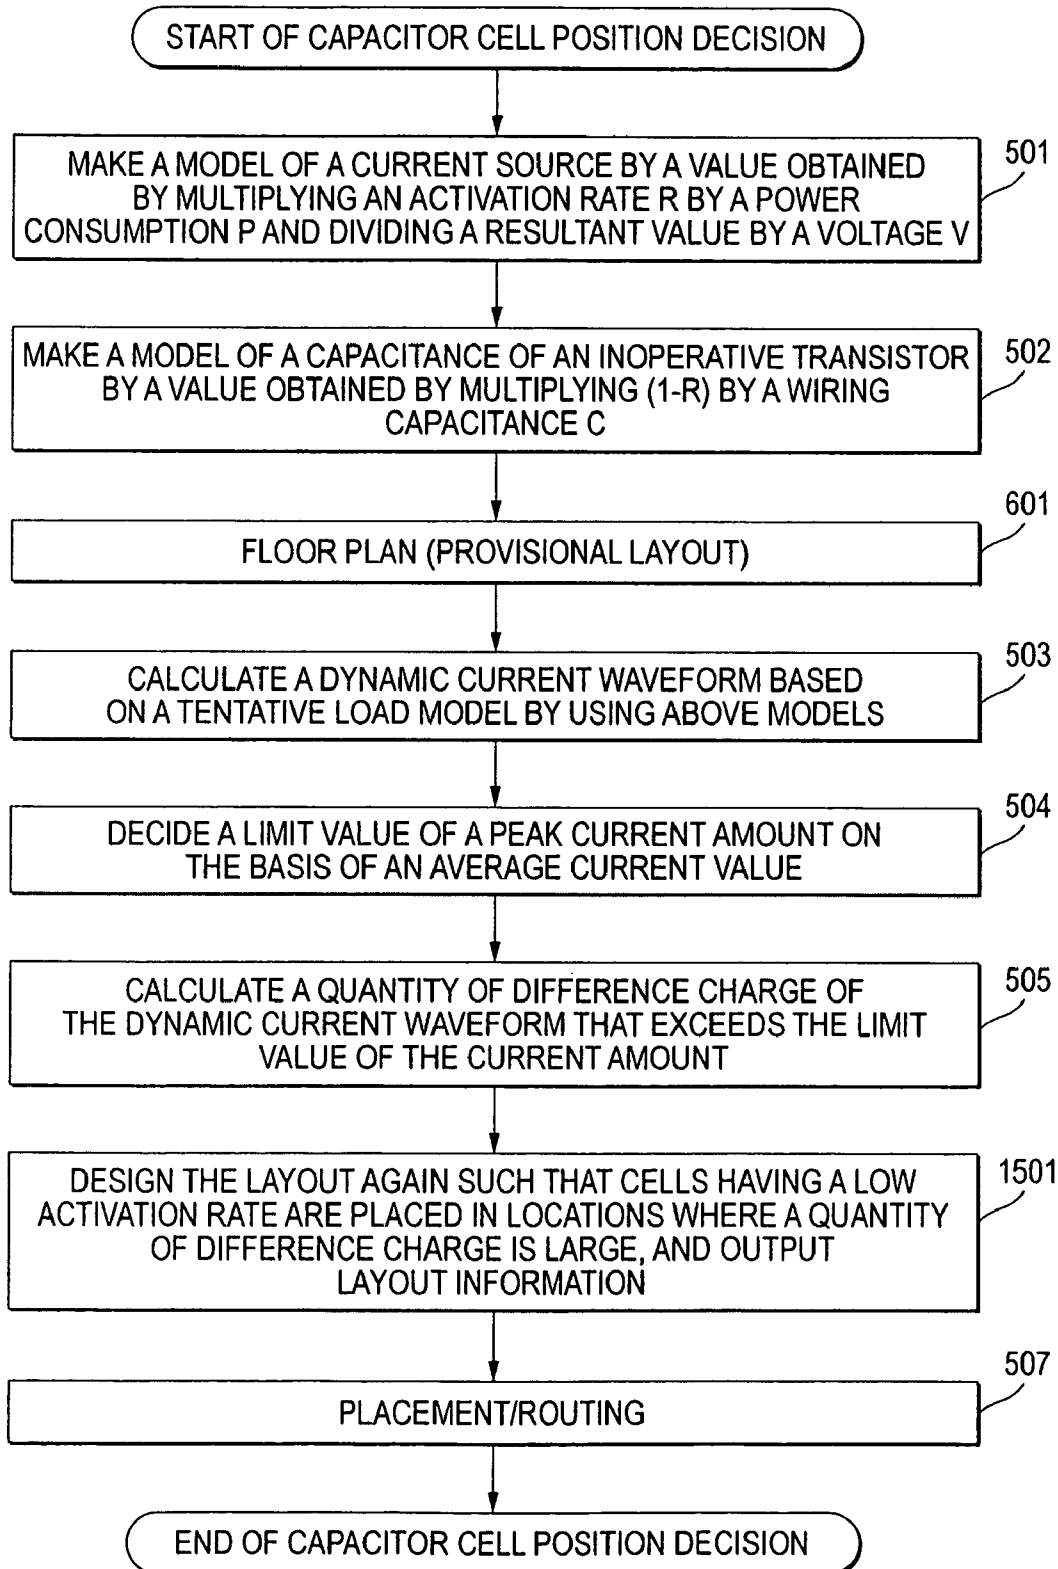 START OF CAPACITOR CELL POSITION DECISION
501
MAKE A MODEL OF A CURRENT SOURCE BY A VALUE OBTAINED
BY MULTIPLYING AN ACTIVATION RATE R BY A POWER
CONSUMPTION P AND DIVIDING A RESULTANT VALUE BY A VOLTAGE V
502
MAKE A MODEL OF A CAPACITANCE OF AN INOPERATIVE TRANSISTOR
BY A VALUE OBTAINED BY MULTIPLYING (1-R) BY A WIRING
CAPACITANCE C
601
FLOOR PLAN (PROVISIONAL LAYOUT)
503
CALCULATE A DYNAMIC CURRENT WAVEFORM BASED
ON A TENTATIVE LOAD MODEL BY USING ABOVE MODELS
504
DECIDE A LIMIT VALUE OF A PEAK CURRENT AMOUNT ON
THE BASIS OF AN AVERAGE CURRENT VALUE
505
CALCULATE A QUANTITY OF DIFFERENCE CHARGE OF
THE DYNAMIC CURRENT WAVEFORM THAT EXCEEDS THE LIMIT
VALUE OF THE CURRENT AMOUNT
1501
DESIGN THE LAYOUT AGAIN SUCH THAT CELLS HAVING A LOW
ACTIVATION RATE ARE PLACED IN LOCATIONS WHERE A QUANTITY
OF DIFFERENCE CHARGE IS LARGE, AND OUTPUT
LAYOUT INFORMATION
507
PLACEMENT/ROUTING
END OF CAPACITOR CELL POSITION DECISION